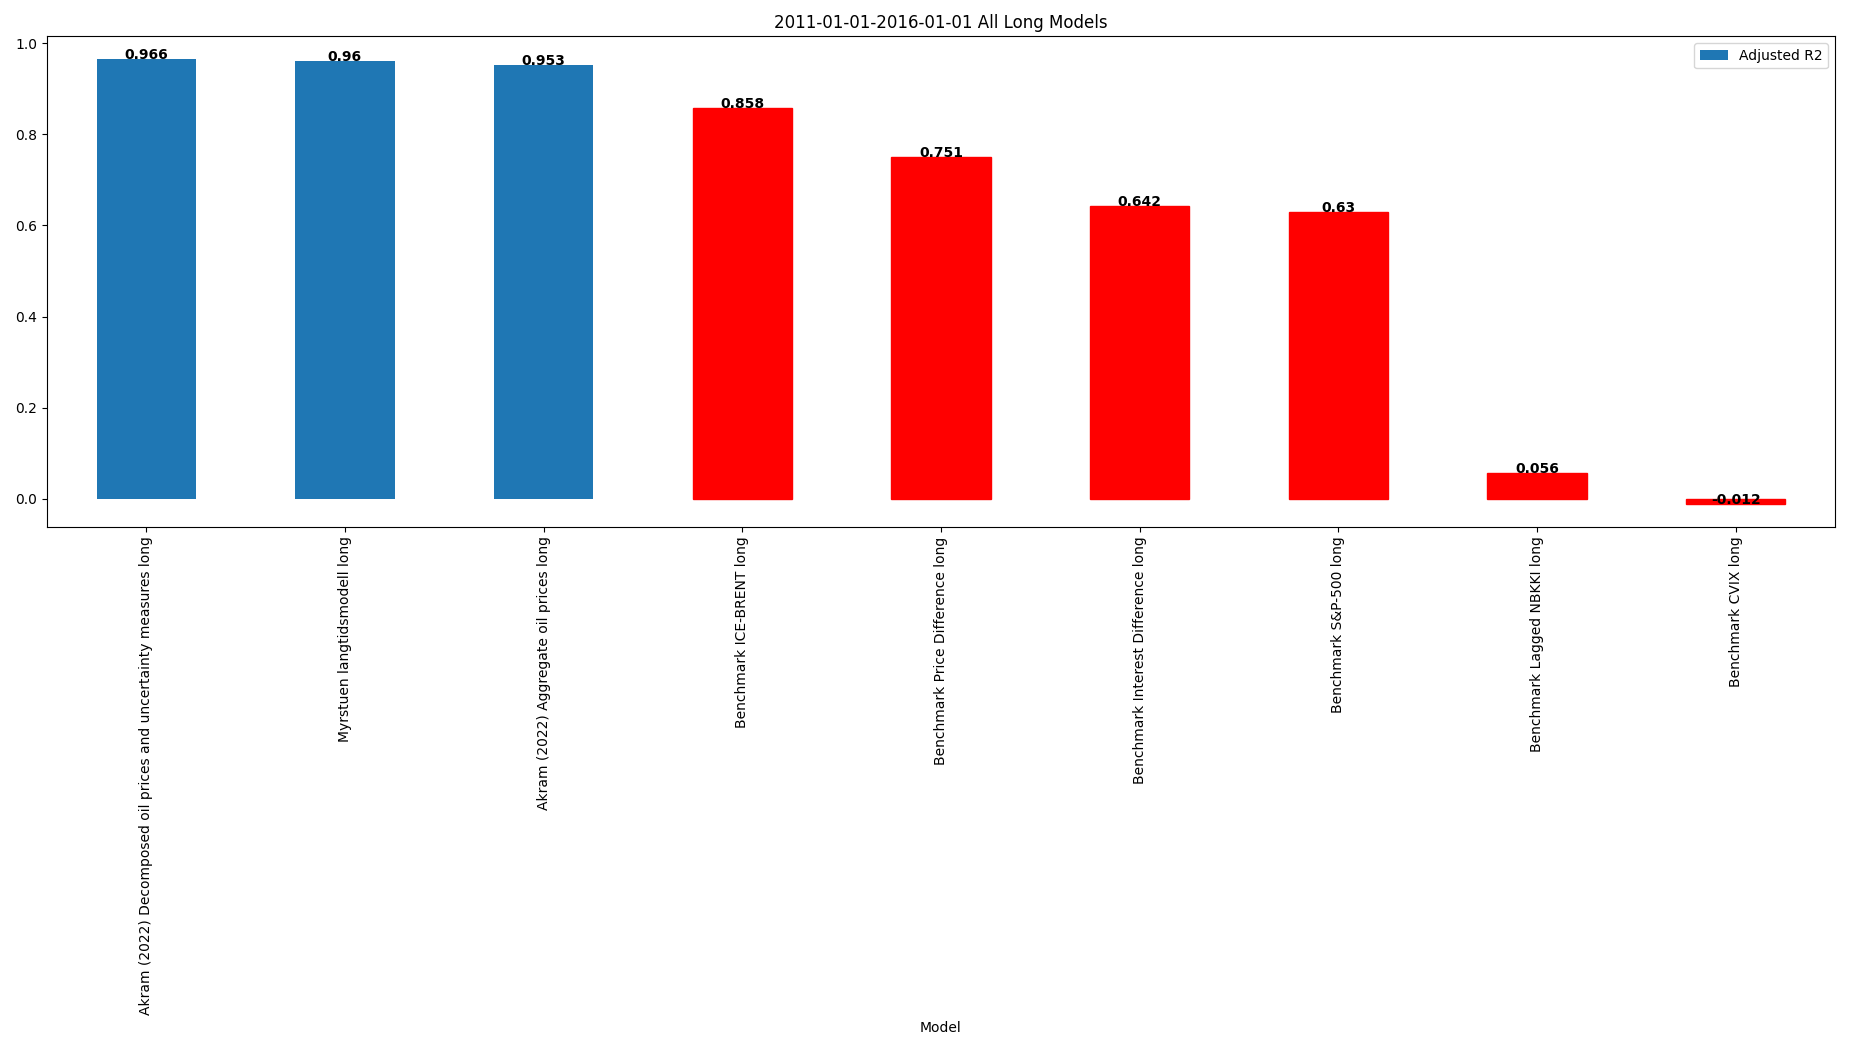 2011-01-01-2016-01-01 All Long Models
Adjusted R2
1.0
0.8
0.6
0.4
0.2
0.0
0.966
0.96
0.953
0.858
0.751
0.642
0.63
0.056
-0.012
Akram (2022) Decomposed oil prices and uncertainty measures long
Myrstuen langtidsmodell long
Akram (2022) Aggregate oil prices long
Benchmark ICE-BRENT long
Benchmark Price Difference long
Benchmark Interest Difference long
Benchmark S&P-500 long
Benchmark Lagged NBKKI long
Benchmark CVIX long
Model